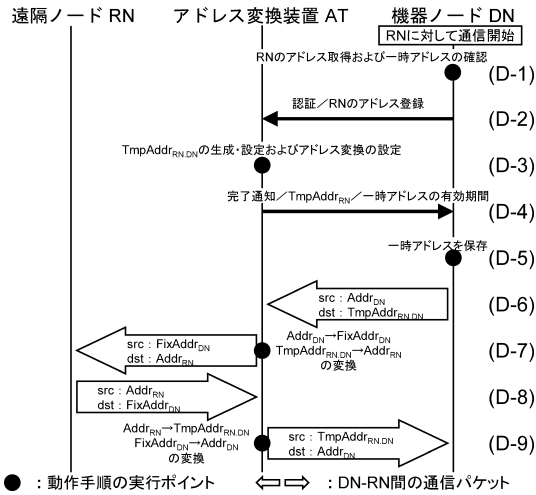 遠隔ノード RN
アドレス変換装置 AT
機器ノード DN
RNに対して通信開始
RNのアドレス取得および一時アドレスの確認
(D-1)
認証／RNのアドレス登録
(D-2)
TmpAddrRN.DNの生成・設定およびアドレス変換の設定
(D-3)
完了通知／TmpAddrRN／一時アドレスの有効期間
(D-4)
一時アドレスを保存
(D-5)
src : AddrDN
dst : TmpAddrRN.DN
(D-6)
src : FixAddrDN
dst : AddrRN
AddrDN→FixAddrDN
TmpAddrRN.DN→AddrRN
の変換
(D-7)
src : AddrRN
dst : FixAddrDN
(D-8)
AddrRN→TmpAddrRN.DN
FixAddrDN→AddrDN
の変換
src : TmpAddrRN.DN
dst : AddrDN
(D-9)
：動作手順の実行ポイント
：DN-RN間の通信パケット